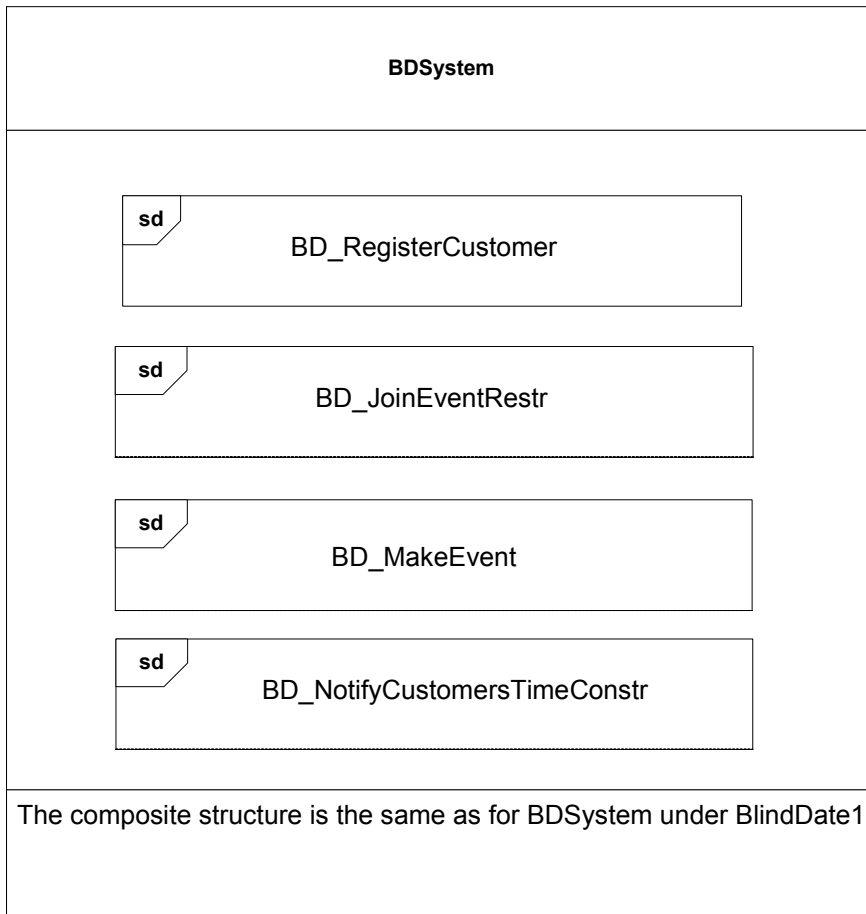 BDSystem
sd
BD_RegisterCustomer
sd
BD_JoinEventRestr
sd
BD_MakeEvent
sd
BD_NotifyCustomersTimeConstr
The composite structure is the same as for BDSystem under BlindDate1